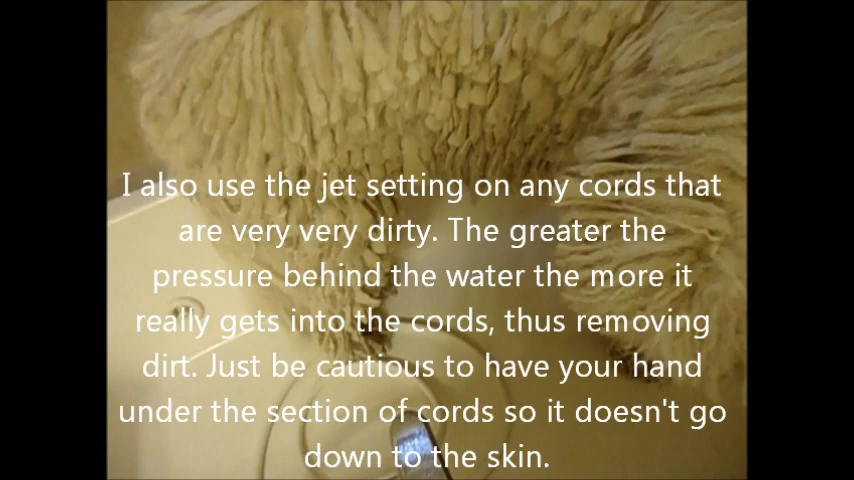 I also use the jet setting on any cords that
are very very dirty. The greater the
pressure behind the water the more it
really gets into the cords, thus removing
dirt. Just be cautious to have your hand
under the section of cords so it doesn't go
down to the skin.